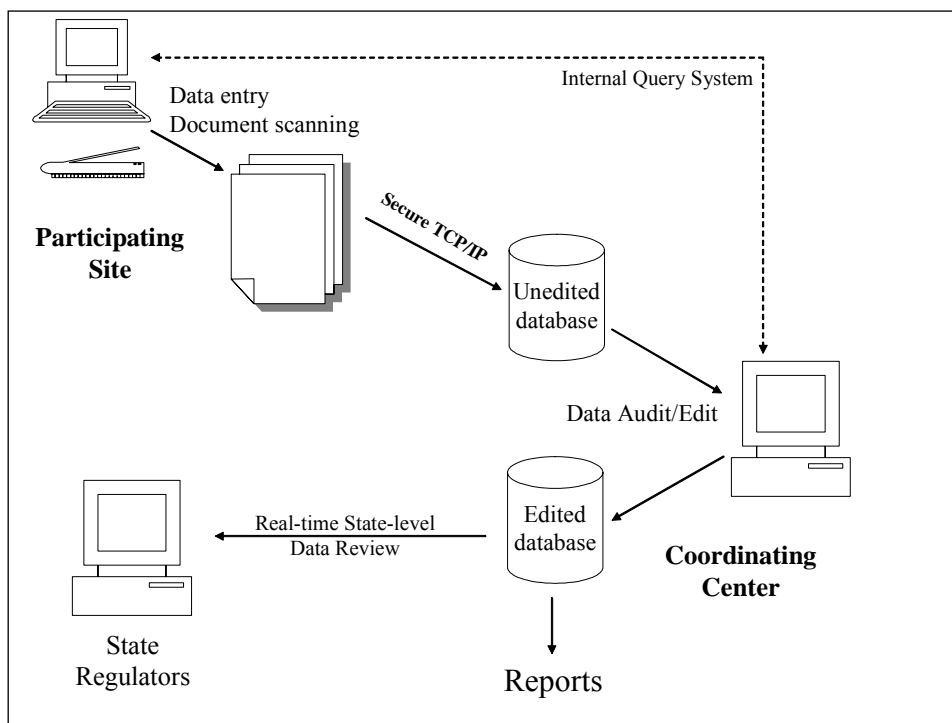 Internal Query System
Data entry
Document scanning
Participating
Site
Secure TCP/IP
Unedited
database
Data Audit/Edit
Edited
database
Real-time State-level
Data Review
Coordinating
Center
State
Regulators
Reports